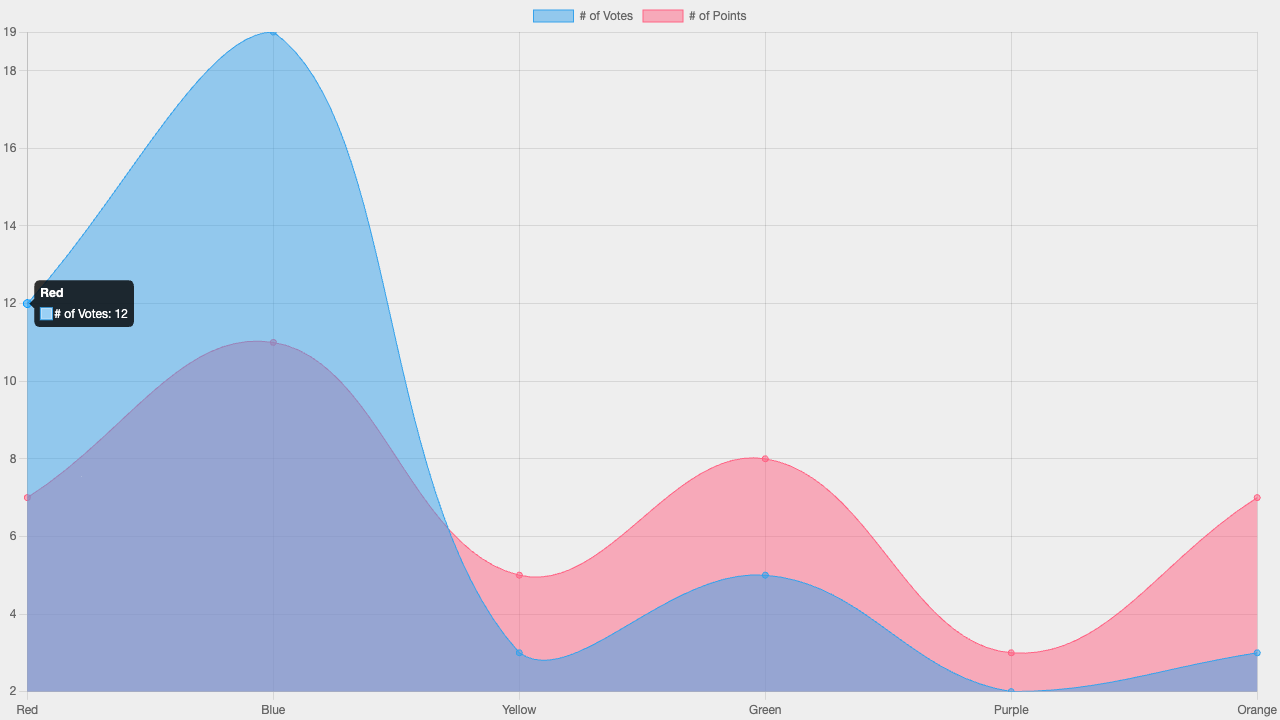 # of Votes # of Points
19
18
16
14
12
10
8
6
4
2
Red
# of Votes: 12
Red Blue Yellow Green Purple Orange